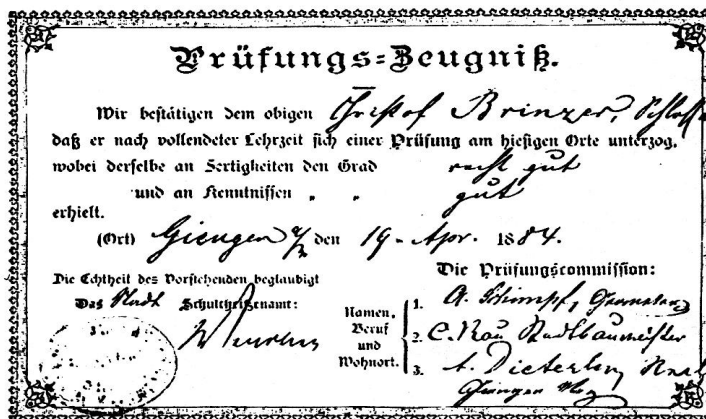 Prüfungs-Zeugniß.
Wir bestätigen dem obigen Christof Brinzer,
daß er nach vollendeter Lehrzeit sich einer Prüfung am hiesigen Orte unterzog,
wobei derselbe an Fertigkeiten den Grad recht gut
und an Kenntnissen „ „ gut
erhielt.
(Ort) Giengen a/ den 19. Apr. 1884.
Die Echtheit des Vorstehenden beglaubigt
Das Stadt Schultheißenamt:
Die Prüfungscommission:
Namen, Beruf und Wohnort.
1. A. Schimpf,
2. C. Rau Stadtbaumeister
3. A. Dieterlen
Giengen